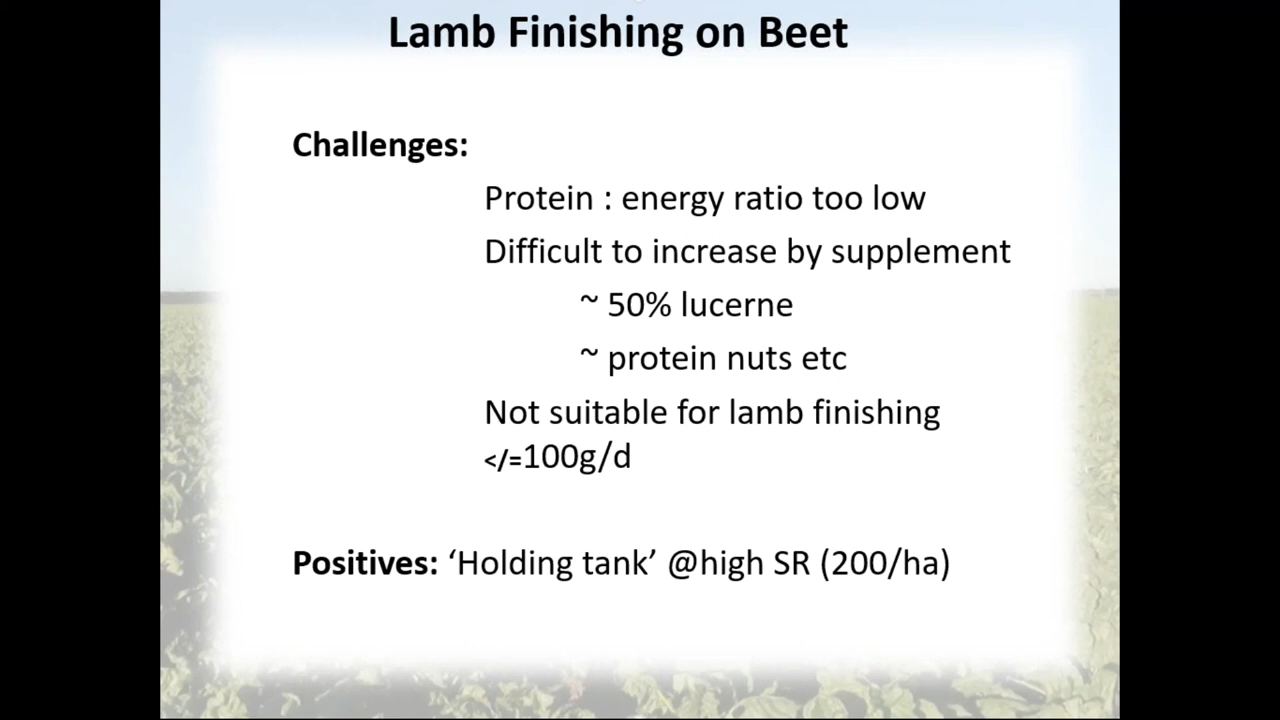 Lamb Finishing on Beet
Challenges:
Protein : energy ratio too low
Difficult to increase by supplement
~ 50% lucerne
~ protein nuts etc
Not suitable for lamb finishing
</=100g/d
Positives: ‘Holding tank’ @high SR (200/ha)